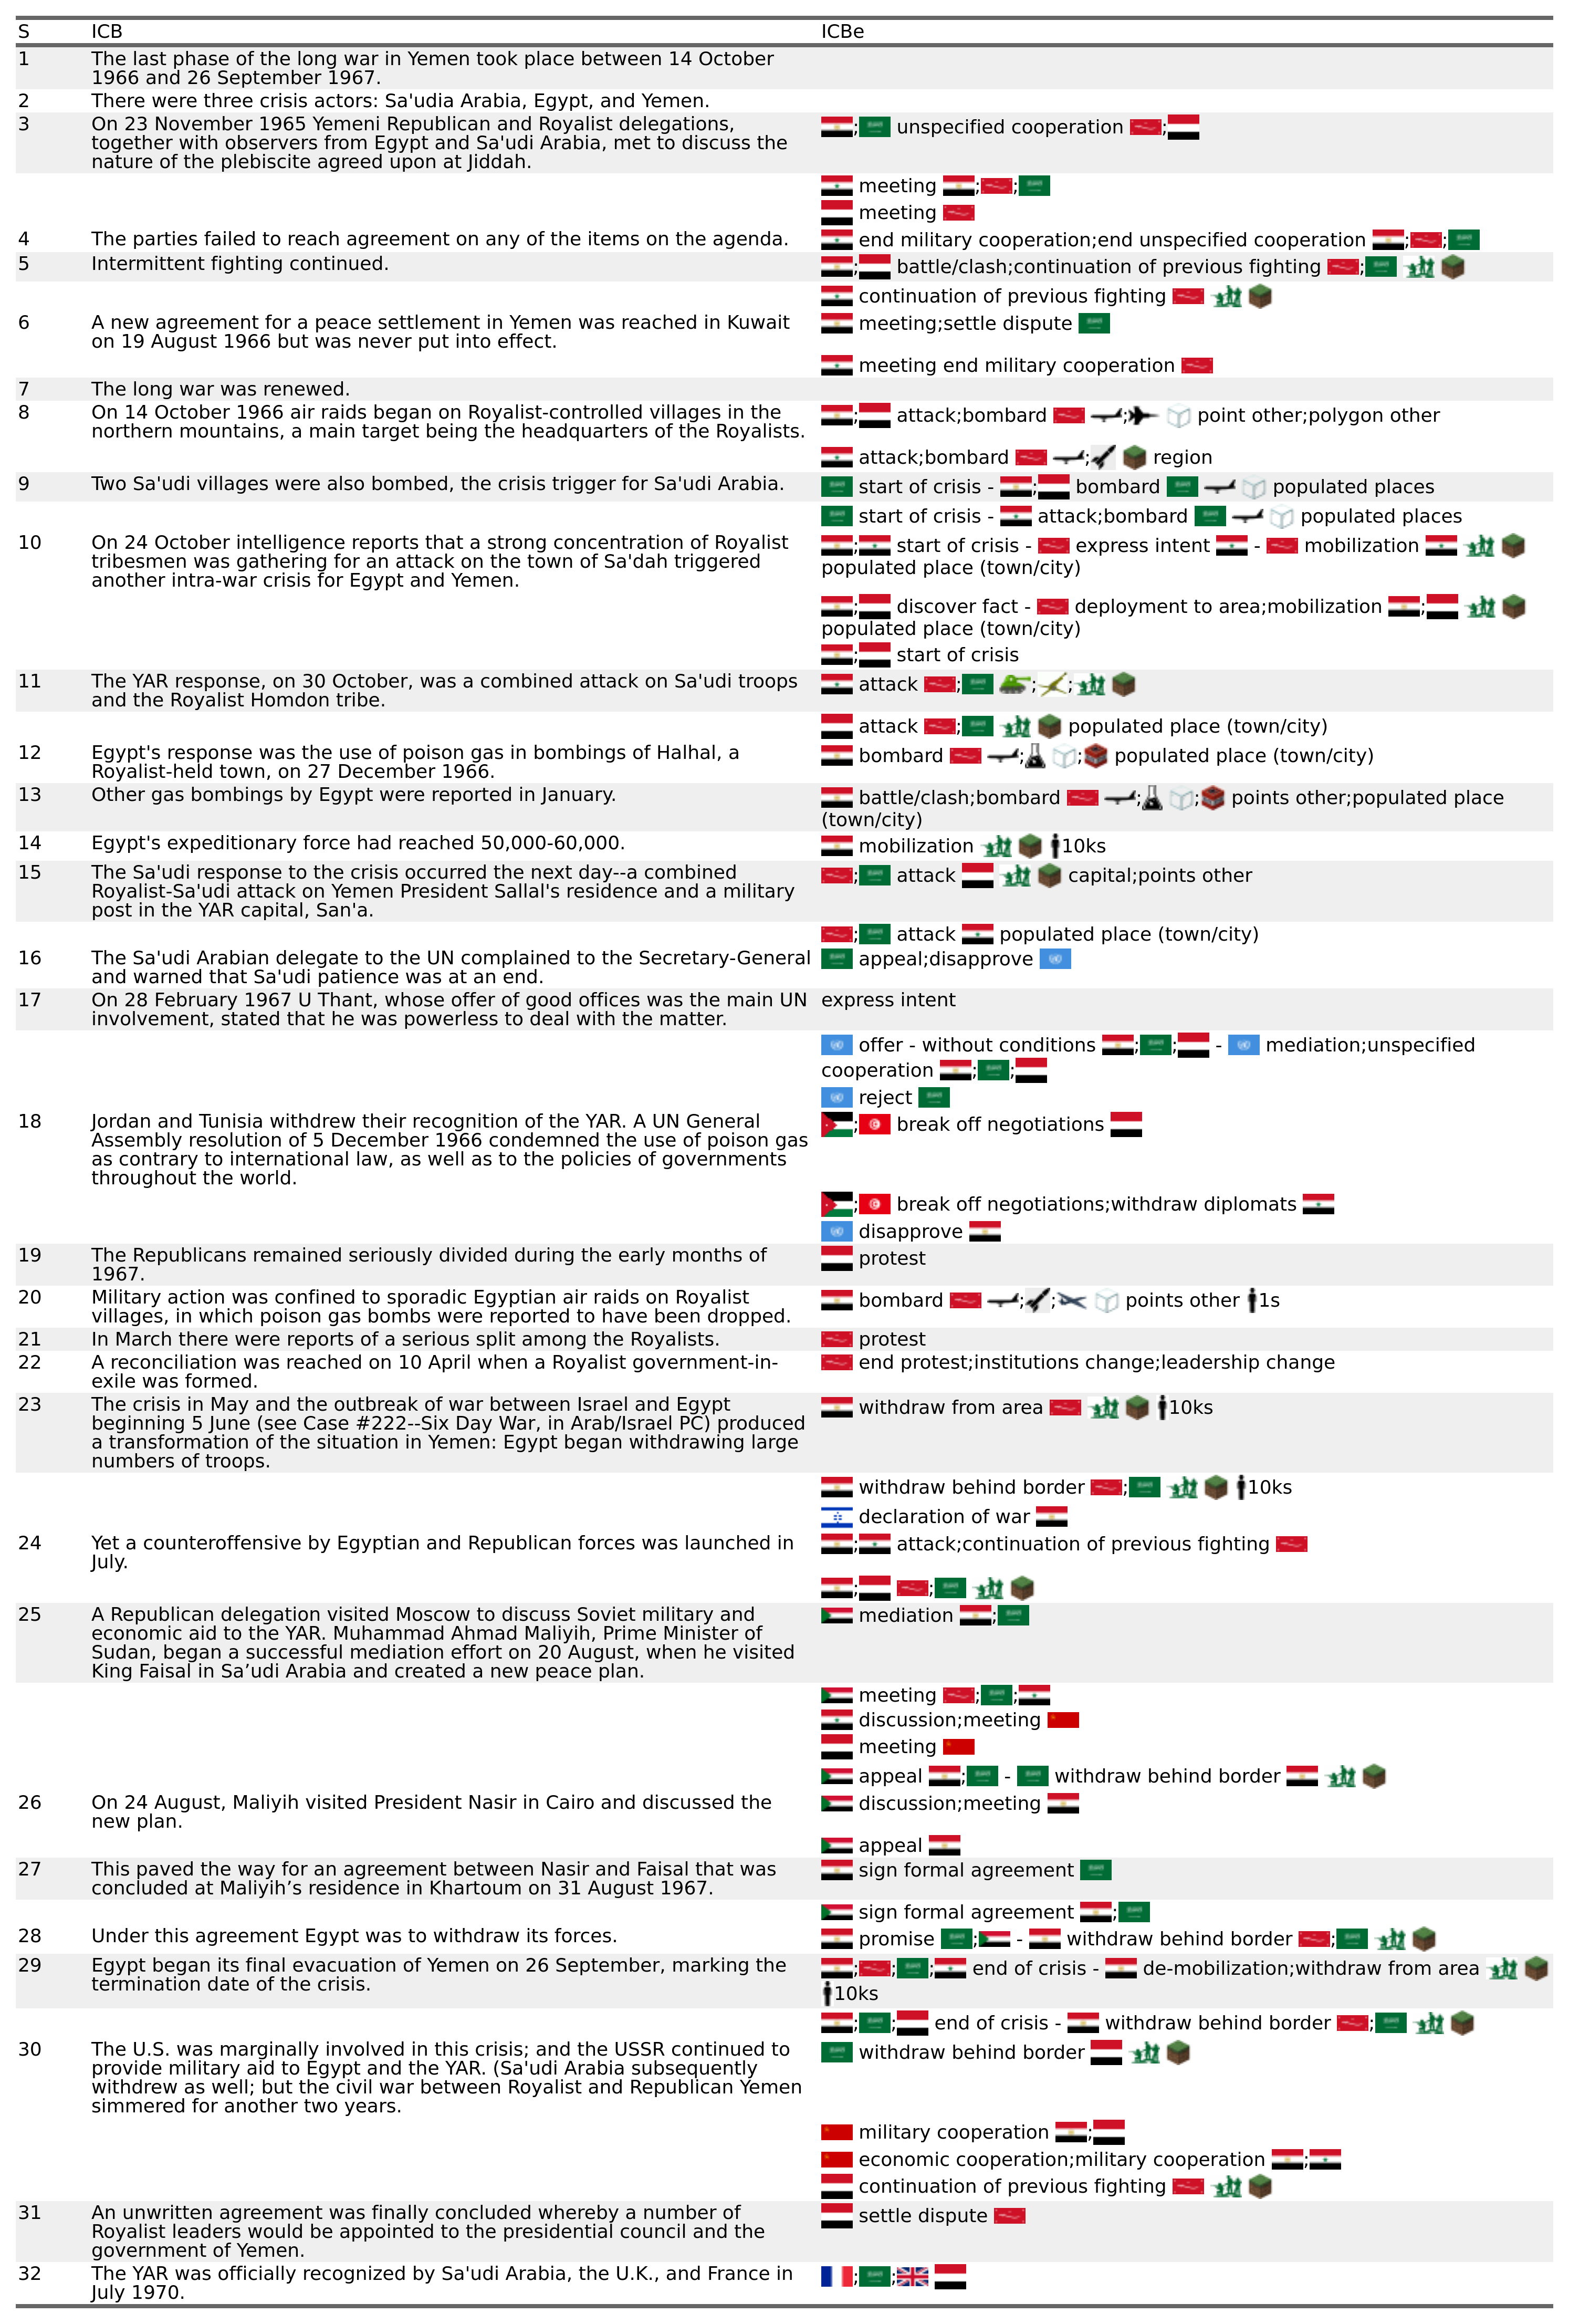 S ICB ICBe
1 The last phase of the long war in Yemen took place between 14 October
1966 and 26 September 1967.
2 There were three crisis actors: Sa'udia Arabia, Egypt, and Yemen.
3 On 23 November 1965 Yemeni Republican and Royalist delegations,
together with observers from Egypt and Sa'udi Arabia, met to discuss the
nature of the plebiscite agreed upon at Jiddah.
; unspecified cooperation ;
meeting ; ;
meeting
4 The parties failed to reach agreement on any of the items on the agenda.
end military cooperation;end unspecified cooperation ; ;
5 Intermittent fighting continued.
; battle/clash;continuation of previous fighting ;
continuation of previous fighting
6 A new agreement for a peace settlement in Yemen was reached in Kuwait
on 19 August 1966 but was never put into effect.
meeting;settle dispute
meeting end military cooperation
7 The long war was renewed.
8 On 14 October 1966 air raids began on Royalist-controlled villages in the
northern mountains, a main target being the headquarters of the Royalists.
; attack;bombard ; point other;polygon other
attack;bombard ; region
9 Two Sa'udi villages were also bombed, the crisis trigger for Sa'udi Arabia.
start of crisis - ; bombard populated places
start of crisis - attack;bombard populated places
10 On 24 October intelligence reports that a strong concentration of Royalist
tribesmen was gathering for an attack on the town of Sa'dah triggered
another intra-war crisis for Egypt and Yemen.
; start of crisis - express intent - mobilization
populated place (town/city)
; discover fact - deployment to area;mobilization ;
populated place (town/city)
; start of crisis
11 The YAR response, on 30 October, was a combined attack on Sa'udi troops
and the Royalist Homdon tribe.
attack ; ; ;
attack ; populated place (town/city)
12 Egypt's response was the use of poison gas in bombings of Halhal, a
Royalist-held town, on 27 December 1966.
bombard ; ; populated place (town/city)
13 Other gas bombings by Egypt were reported in January.
battle/clash;bombard ; ; points other;populated place
(town/city)
14 Egypt's expeditionary force had reached 50,000-60,000.
mobilization 10ks
15 The Sa'udi response to the crisis occurred the next day--a combined
Royalist-Sa'udi attack on Yemen President Sallal's residence and a military
post in the YAR capital, San'a.
; attack capital;points other
; attack populated place (town/city)
16 The Sa'udi Arabian delegate to the UN complained to the Secretary-General
and warned that Sa'udi patience was at an end.
appeal;disapprove
17 On 28 February 1967 U Thant, whose offer of good offices was the main UN
involvement, stated that he was powerless to deal with the matter.
express intent
offer - without conditions ; ; - mediation;unspecified
cooperation ; ;
reject
18 Jordan and Tunisia withdrew their recognition of the YAR. A UN General
Assembly resolution of 5 December 1966 condemned the use of poison gas
as contrary to international law, as well as to the policies of governments
throughout the world.
; break off negotiations
; break off negotiations;withdraw diplomats
disapprove
19 The Republicans remained seriously divided during the early months of
1967.
protest
20 Military action was confined to sporadic Egyptian air raids on Royalist
villages, in which poison gas bombs were reported to have been dropped.
bombard ; ; points other 1s
21 In March there were reports of a serious split among the Royalists.
protest
22 A reconciliation was reached on 10 April when a Royalist government-in-
exile was formed.
end protest;institutions change;leadership change
23 The crisis in May and the outbreak of war between Israel and Egypt
beginning 5 June (see Case #222--Six Day War, in Arab/Israel PC) produced
a transformation of the situation in Yemen: Egypt began withdrawing large
numbers of troops.
withdraw from area 10ks
withdraw behind border ; 10ks
declaration of war
24 Yet a counteroffensive by Egyptian and Republican forces was launched in
July.
; attack;continuation of previous fighting
; ;
25 A Republican delegation visited Moscow to discuss Soviet military and
economic aid to the YAR. Muhammad Ahmad Maliyih, Prime Minister of
Sudan, began a successful mediation effort on 20 August, when he visited
King Faisal in Sa’udi Arabia and created a new peace plan.
mediation ;
meeting ; ;
discussion;meeting
meeting
appeal ; - withdraw behind border
26 On 24 August, Maliyih visited President Nasir in Cairo and discussed the
new plan.
discussion;meeting
appeal
27 This paved the way for an agreement between Nasir and Faisal that was
concluded at Maliyih’s residence in Khartoum on 31 August 1967.
sign formal agreement
sign formal agreement ;
28 Under this agreement Egypt was to withdraw its forces.
promise ; - withdraw behind border ;
29 Egypt began its final evacuation of Yemen on 26 September, marking the
termination date of the crisis.
; ; ; end of crisis - de-mobilization;withdraw from area
10ks
; ; end of crisis - withdraw behind border ;
30 The U.S. was marginally involved in this crisis; and the USSR continued to
provide military aid to Egypt and the YAR. (Sa'udi Arabia subsequently
withdrew as well; but the civil war between Royalist and Republican Yemen
simmered for another two years.
withdraw behind border
military cooperation ;
economic cooperation;military cooperation ;
continuation of previous fighting
31 An unwritten agreement was finally concluded whereby a number of
Royalist leaders would be appointed to the presidential council and the
government of Yemen.
settle dispute
32 The YAR was officially recognized by Sa'udi Arabia, the U.K., and France in
July 1970.
; ;